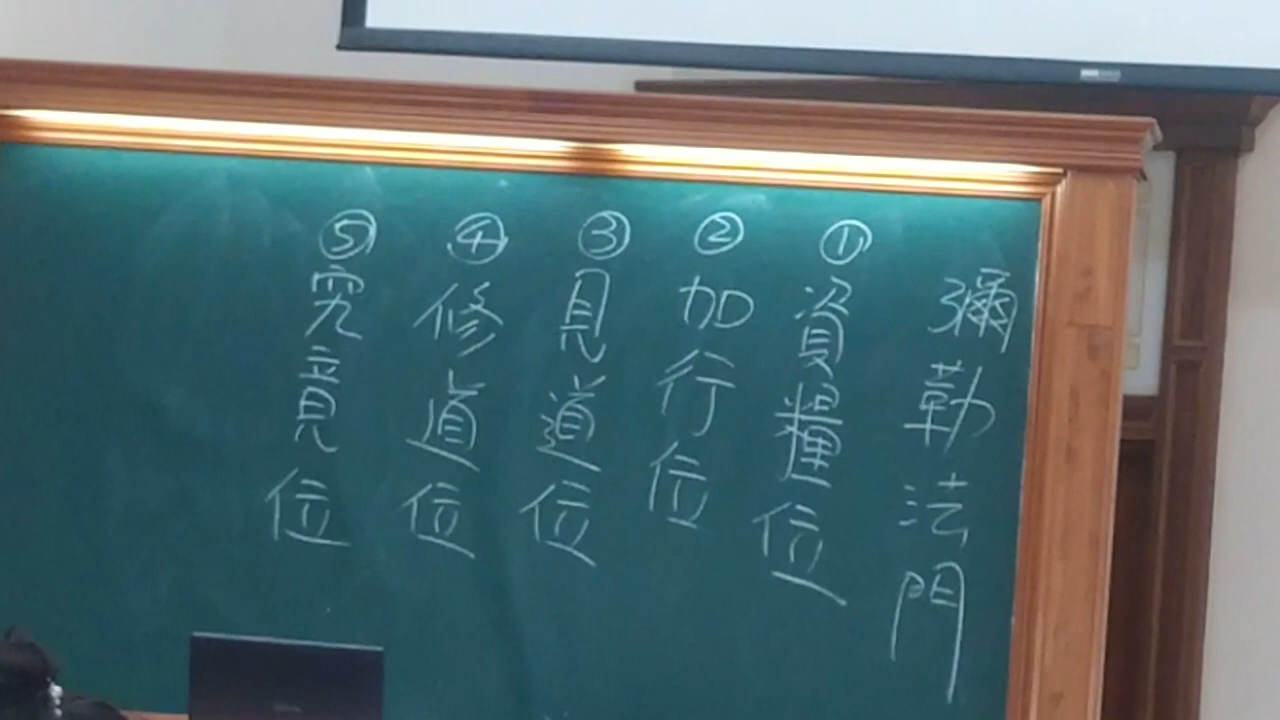 彌勒法門
①資糧位
②加行位
③見道位
④修道位
⑤究竟位